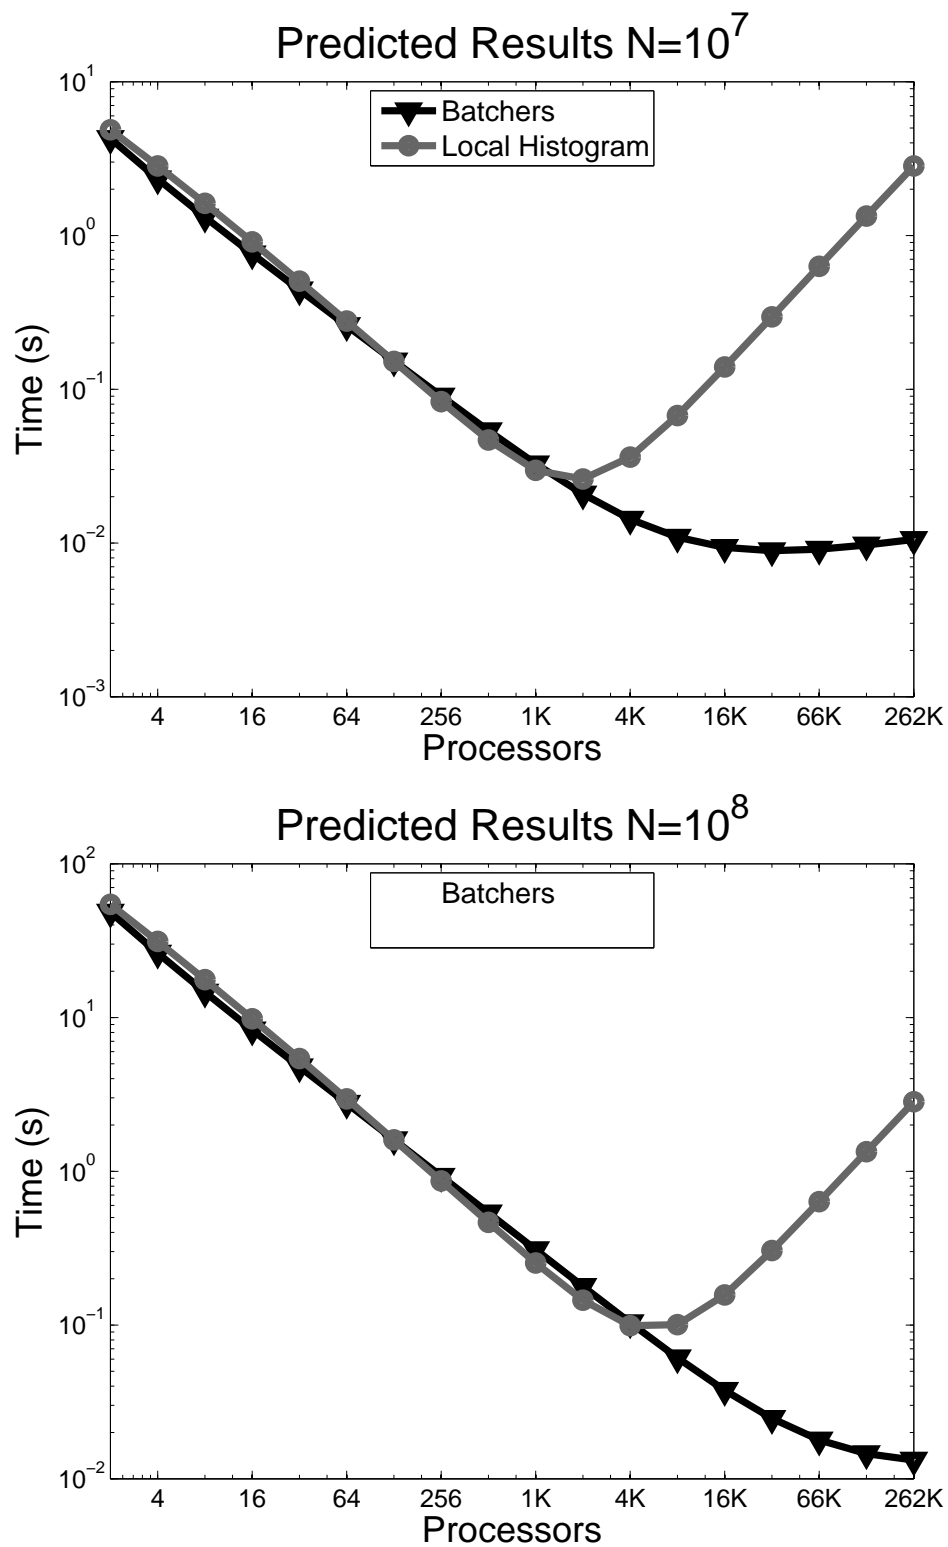 Predicted Results N=10^7
10^1
10^0
10^−1
10^−2
10^−3
Time (s)
Batchers
Local Histogram
4 16 64 256 1K 4K 16K 66K 262K
Processors
Predicted Results N=10^8
10^2
10^1
10^0
10^−1
10^−2
Time (s)
Batchers
4 16 64 256 1K 4K 16K 66K 262K
Processors